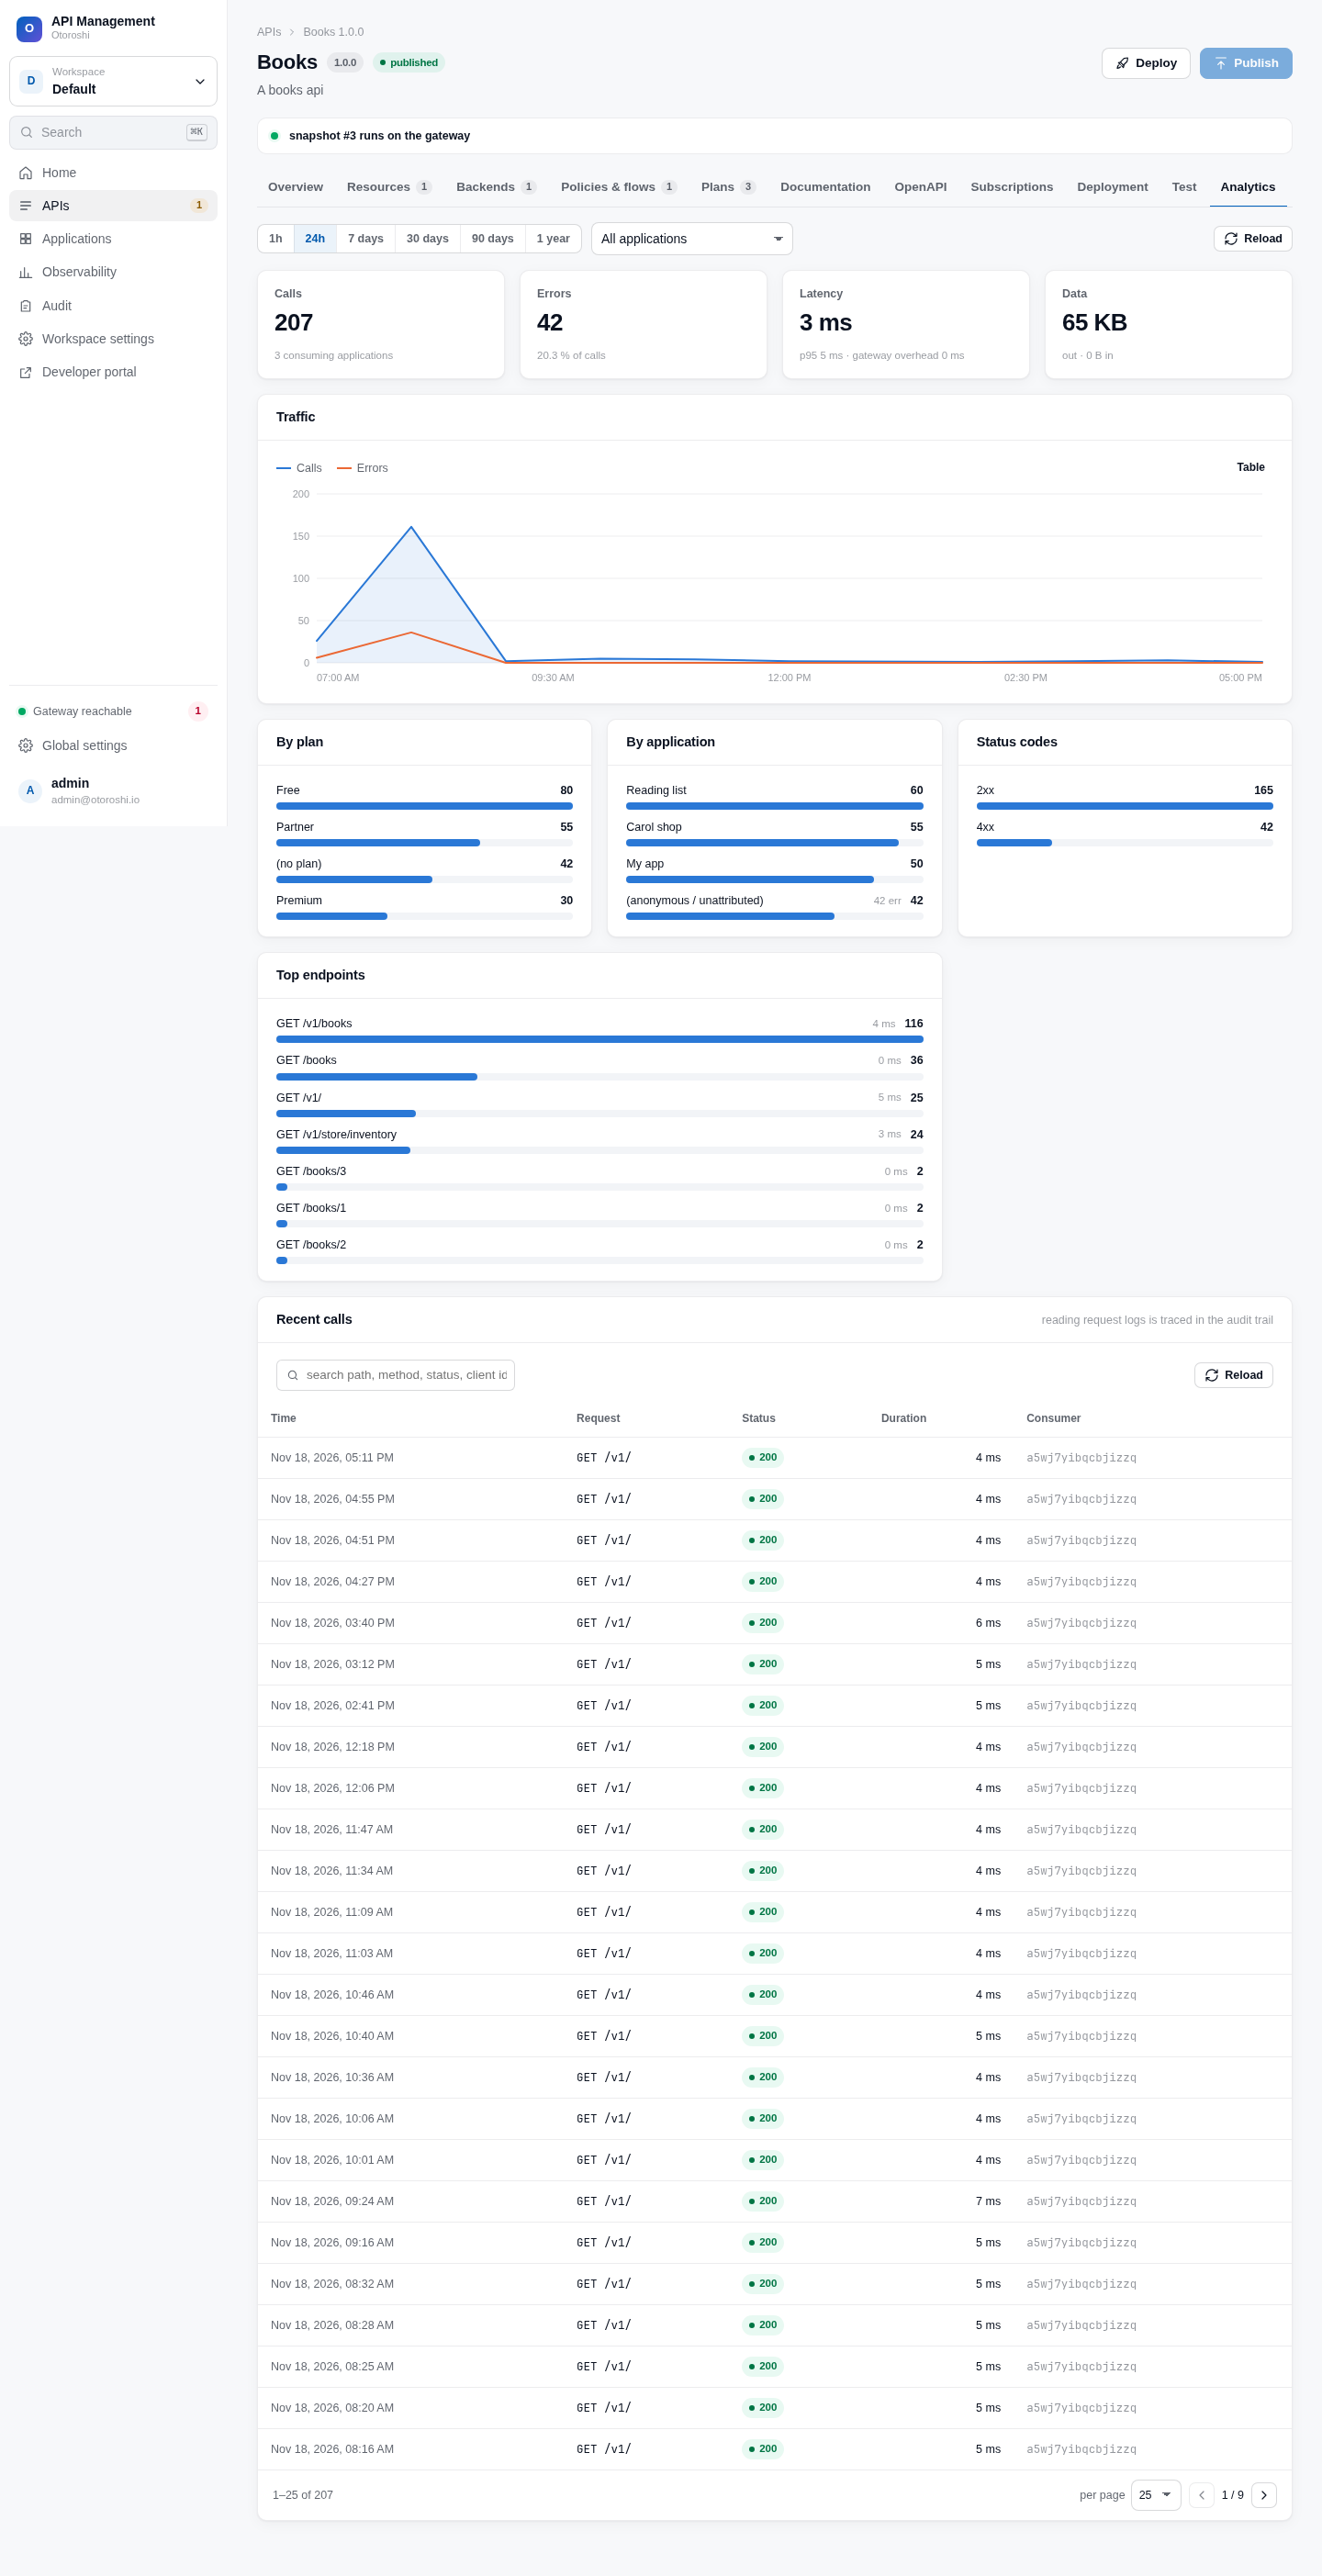 O
API Management
Otoroshi
D
Workspace
Default
Search
⌘K
Home
APIs 1
Applications
Observability
Audit
Workspace settings
Developer portal
Gateway reachable 1
Global settings
A
admin
admin@otoroshi.io
APIs > Books 1.0.0
Books 1.0.0 published
Deploy
Publish
A books api
snapshot #3 runs on the gateway
Overview Resources 1 Backends 1 Policies & flows 1 Plans 3 Documentation OpenAPI Subscriptions Deployment Test Analytics
1h 24h 7 days 30 days 90 days 1 year All applications Reload
Calls
207
3 consuming applications
Errors
42
20.3 % of calls
Latency
3 ms
p95 5 ms · gateway overhead 0 ms
Data
65 KB
out · 0 B in
Traffic
Calls Errors Table
200
150
100
50
0
07:00 AM 09:30 AM 12:00 PM 02:30 PM 05:00 PM
By plan
Free 80
Partner 55
(no plan) 42
Premium 30
By application
Reading list 60
Carol shop 55
My app 50
(anonymous / unattributed) 42 err 42
Status codes
2xx 165
4xx 42
Top endpoints
GET /v1/books 4 ms 116
GET /books 0 ms 36
GET /v1/ 5 ms 25
GET /v1/store/inventory 3 ms 24
GET /books/3 0 ms 2
GET /books/1 0 ms 2
GET /books/2 0 ms 2
Recent calls reading request logs is traced in the audit trail
search path, method, status, client id Reload
Time Request Status Duration Consumer
Nov 18, 2026, 05:11 PM GET /v1/ 200 4 ms a5wj7yibqcbjizzq
Nov 18, 2026, 04:55 PM GET /v1/ 200 4 ms a5wj7yibqcbjizzq
Nov 18, 2026, 04:51 PM GET /v1/ 200 4 ms a5wj7yibqcbjizzq
Nov 18, 2026, 04:27 PM GET /v1/ 200 4 ms a5wj7yibqcbjizzq
Nov 18, 2026, 03:40 PM GET /v1/ 200 6 ms a5wj7yibqcbjizzq
Nov 18, 2026, 03:12 PM GET /v1/ 200 5 ms a5wj7yibqcbjizzq
Nov 18, 2026, 02:41 PM GET /v1/ 200 5 ms a5wj7yibqcbjizzq
Nov 18, 2026, 12:18 PM GET /v1/ 200 4 ms a5wj7yibqcbjizzq
Nov 18, 2026, 12:06 PM GET /v1/ 200 4 ms a5wj7yibqcbjizzq
Nov 18, 2026, 11:47 AM GET /v1/ 200 4 ms a5wj7yibqcbjizzq
Nov 18, 2026, 11:34 AM GET /v1/ 200 4 ms a5wj7yibqcbjizzq
Nov 18, 2026, 11:09 AM GET /v1/ 200 4 ms a5wj7yibqcbjizzq
Nov 18, 2026, 11:03 AM GET /v1/ 200 4 ms a5wj7yibqcbjizzq
Nov 18, 2026, 10:46 AM GET /v1/ 200 4 ms a5wj7yibqcbjizzq
Nov 18, 2026, 10:40 AM GET /v1/ 200 5 ms a5wj7yibqcbjizzq
Nov 18, 2026, 10:36 AM GET /v1/ 200 4 ms a5wj7yibqcbjizzq
Nov 18, 2026, 10:06 AM GET /v1/ 200 4 ms a5wj7yibqcbjizzq
Nov 18, 2026, 10:01 AM GET /v1/ 200 4 ms a5wj7yibqcbjizzq
Nov 18, 2026, 09:24 AM GET /v1/ 200 7 ms a5wj7yibqcbjizzq
Nov 18, 2026, 09:16 AM GET /v1/ 200 5 ms a5wj7yibqcbjizzq
Nov 18, 2026, 08:32 AM GET /v1/ 200 5 ms a5wj7yibqcbjizzq
Nov 18, 2026, 08:28 AM GET /v1/ 200 5 ms a5wj7yibqcbjizzq
Nov 18, 2026, 08:25 AM GET /v1/ 200 5 ms a5wj7yibqcbjizzq
Nov 18, 2026, 08:20 AM GET /v1/ 200 5 ms a5wj7yibqcbjizzq
Nov 18, 2026, 08:16 AM GET /v1/ 200 5 ms a5wj7yibqcbjizzq
1–25 of 207 per page 25 1 / 9